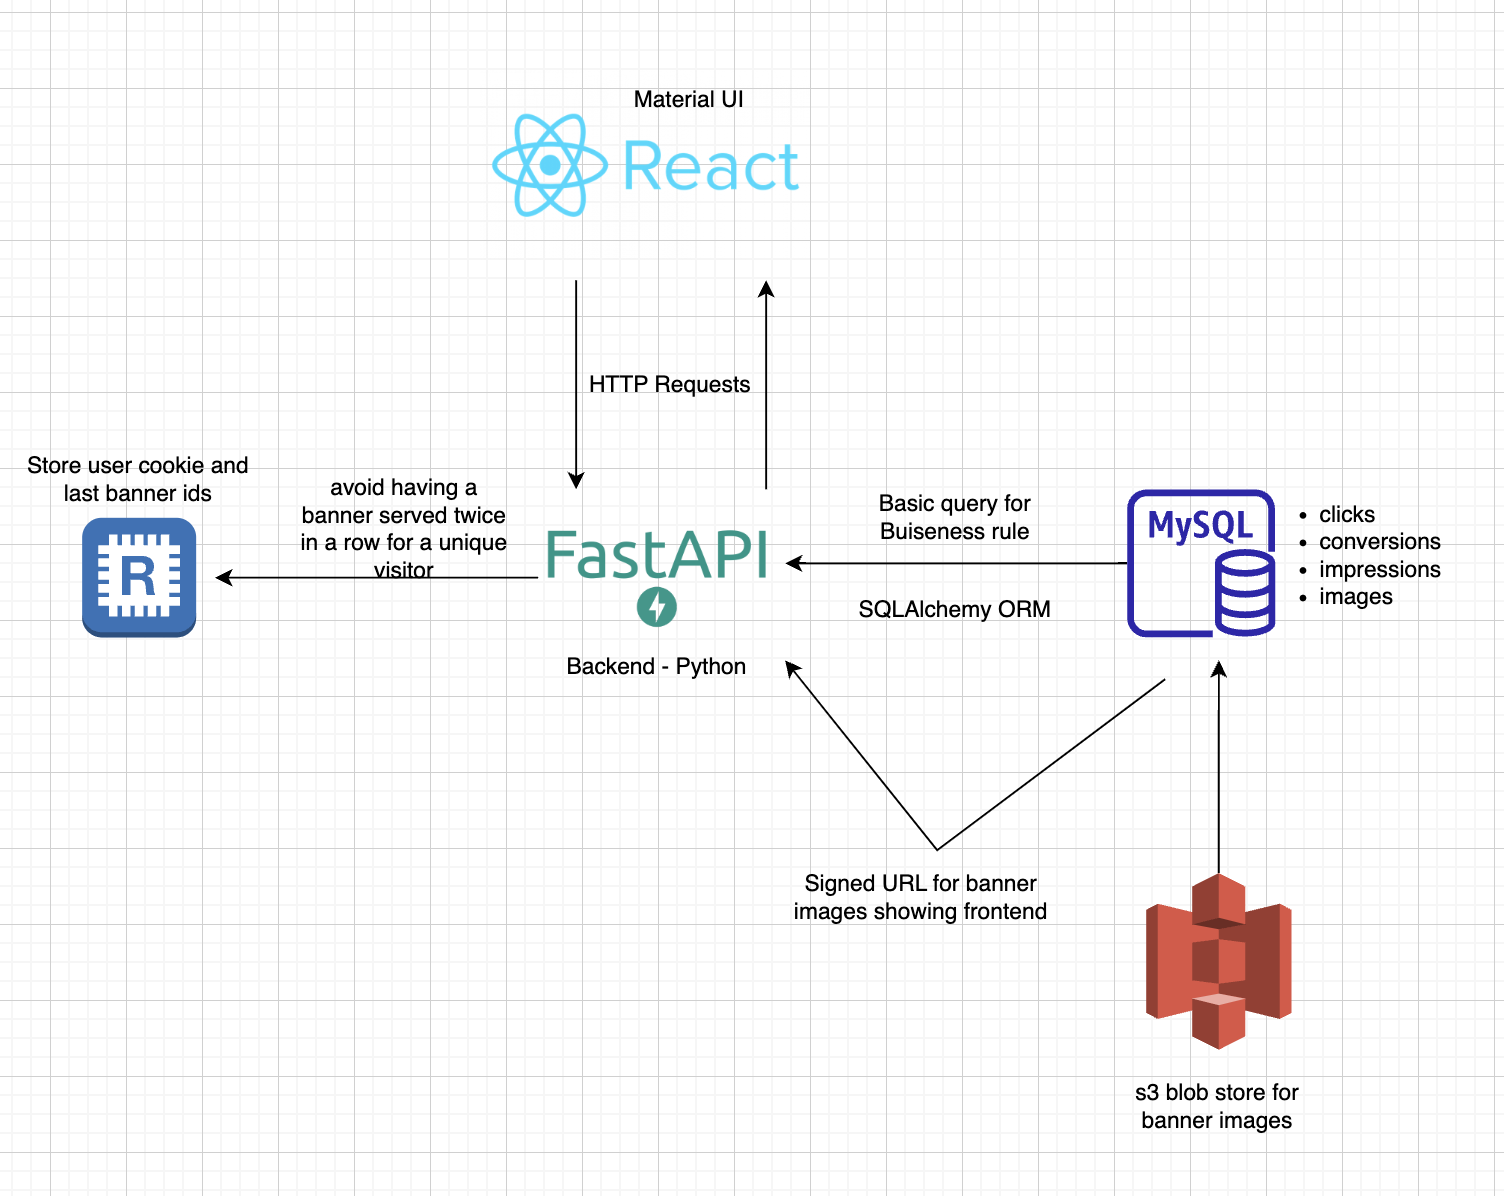 Material UI
React
HTTP Requests
Store user cookie and
last banner ids
R
avoid having a
banner served twice
in a row for a unique
visitor
FastAPI
Backend - Python
Basic query for
Buiseness rule
SQLAlchemy ORM
MySQL
• clicks
• conversions
• impressions
• images
Signed URL for banner
images showing frontend
s3 blob store for
banner images